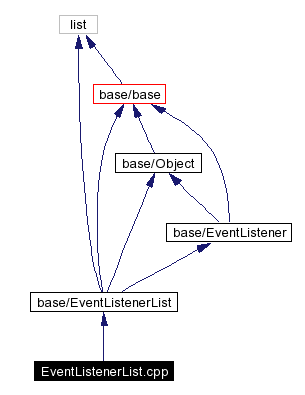 list
base/base
base/Object
base/EventListener
base/EventListenerList
EventListenerList.cpp